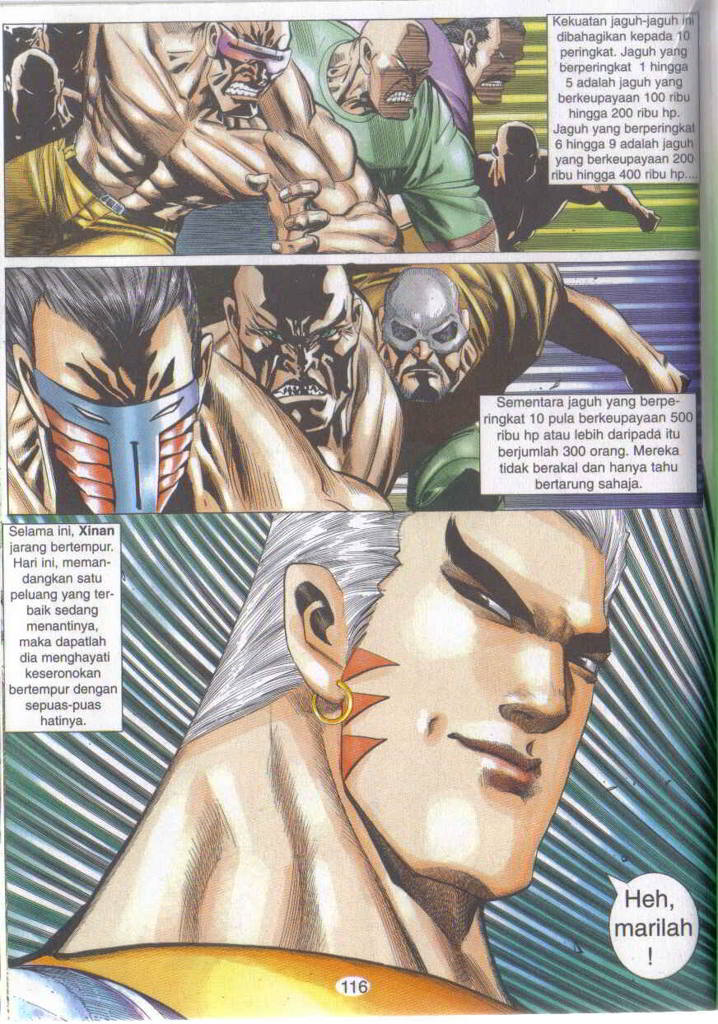 Kekuatan jaguh-jaguh ini
dibahagikan kepada 10
peringkat. Jaguh yang
berperingkat 1 hingga
5 adalah jaguh yang
berkeupayaan 100 ribu
hingga 200 ribu hp.
Jaguh yang berperingkat
6 hingga 9 adalah jaguh
yang berkeupayaan 200
ribu hingga 400 ribu hp....
Sementara jaguh yang berpe-
ringkat 10 pula berkeupayaan 500
ribu hp atau lebih daripada itu
berjumlah 300 orang. Mereka
tidak berakal dan hanya tahu
bertarung sahaja.
Selama ini, Xinan
jarang bertempur.
Hari ini, meman-
dangkan satu
peluang yang ter-
baik sedang
menantinya,
maka dapatlah
dia menghayati
keseronokan
bertempur dengan
sepuas-puas
hatinya.
Heh,
marilah
!
116